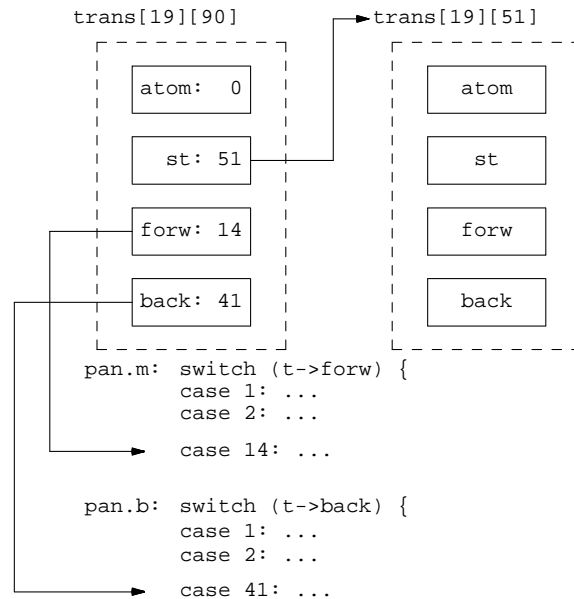 trans[19][90]
trans[19][51]
atom: 0
atom
st: 51
st
forw: 14
forw
back: 41
back
pan.m: switch (t->forw) {
case 1: ...
case 2: ...
case 14: ...
pan.b: switch (t->back) {
case 1: ...
case 2: ...
case 41: ...